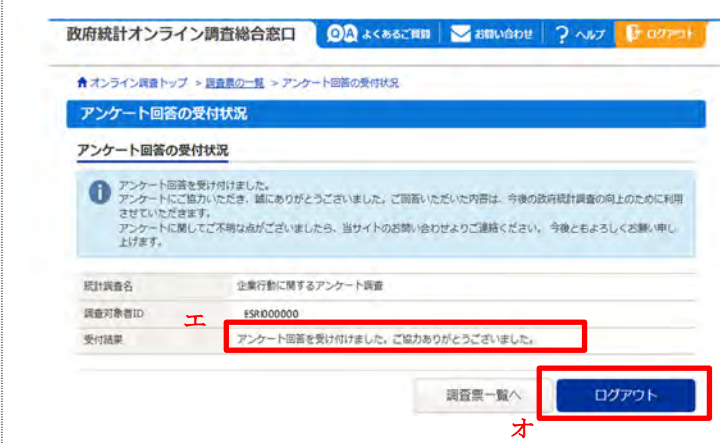 政府統計オンライン調査総合窓口 QA よくあるご質問 お問い合わせ ? ヘルプ ログアウト
オンライン調査トップ > 調査票の一覧 > アンケート回答の受付状況
アンケート回答の受付状況
アンケート回答の受付状況
アンケート回答を受け付けました。
アンケートにご協力いただき、誠にありがとうございました。ご回答いただいた内容は、今後の政府統計調査の向上のために利用
させていただきます。
アンケートに関してご不明な点がございましたら、当サイトのお問い合わせよりご連絡ください。 今後ともよろしくお願い申し
上げます。
統計調査名 企業行動に関するアンケート調査
調査対象者ID ESRI000000
エ
受付結果 アンケート回答を受け付けました。ご協力ありがとうございました。
調査票一覧へ ログアウト
オ